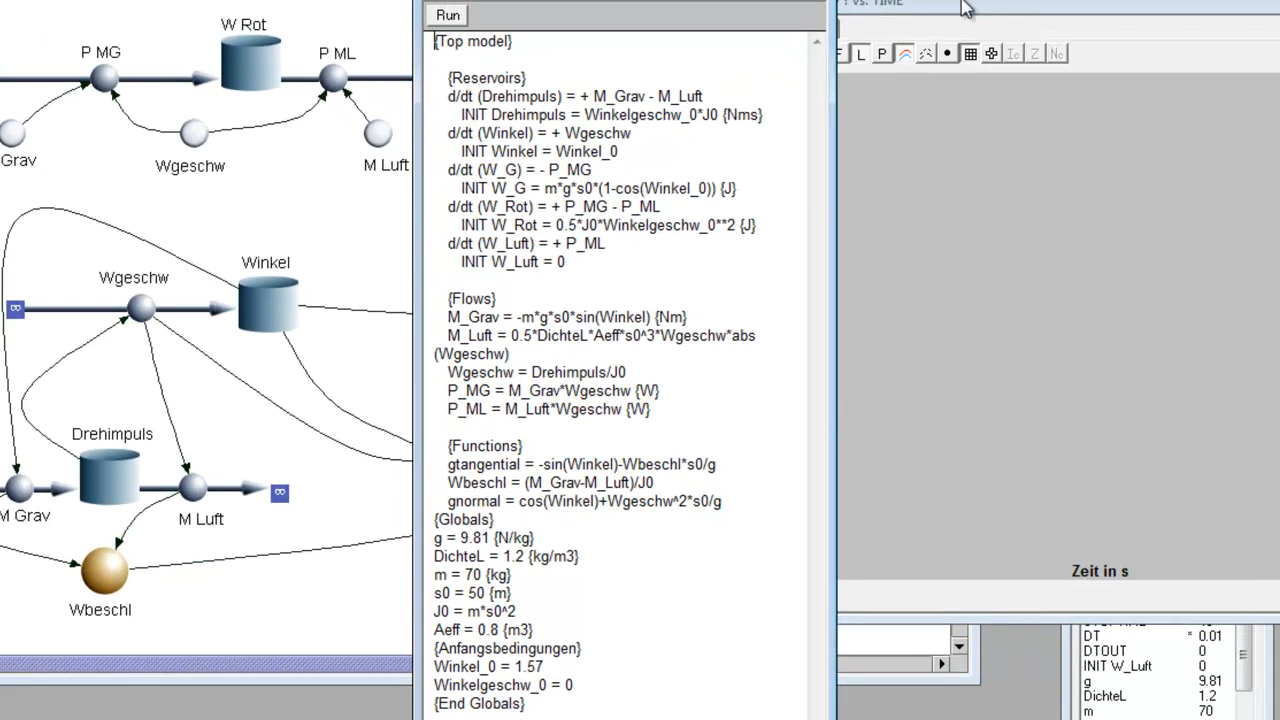 W Rot
P MG
P ML
Grav
Wgeschw
M Luft
Winkel
Wgeschw
Drehimpuls
M Grav
M Luft
Wbeschl
Run
{Top model}
{Reservoirs}
d/dt (Drehimpuls) = + M_Grav - M_Luft
INIT Drehimpuls = Winkelgeschw_0*J0 {Nms}
d/dt (Winkel) = + Wgeschw
INIT Winkel = Winkel_0
d/dt (W_G) = - P_MG
INIT W_G = m*g*s0*(1-cos(Winkel_0)) {J}
d/dt (W_Rot) = + P_MG - P_ML
INIT W_Rot = 0.5*J0*Winkelgeschw_0**2 {J}
d/dt (W_Luft) = + P_ML
INIT W_Luft = 0
{Flows}
M_Grav = -m*g*s0*sin(Winkel) {Nm}
M_Luft = 0.5*DichteL*Aeff*s0^3*Wgeschw*abs
(Wgeschw)
Wgeschw = Drehimpuls/J0
P_MG = M_Grav*Wgeschw {W}
P_ML = M_Luft*Wgeschw {W}
{Functions}
gtangential = -sin(Winkel)-Wbeschl*s0/g
Wbeschl = (M_Grav-M_Luft)/J0
gnormal = cos(Winkel)+Wgeschw^2*s0/g
{Globals}
g = 9.81 {N/kg}
DichteL = 1.2 {kg/m3}
m = 70 {kg}
s0 = 50 {m}
J0 = m*s0^2
Aeff = 0.8 {m3}
{Anfangsbedingungen}
Winkel_0 = 1.57
Winkelgeschw_0 = 0
{End Globals}
vs. TIME
L P Z
Zeit in s
DT * 0.01
DTOUT 0
INIT W_Luft 0
g 9.81
DichteL 1.2
m 70